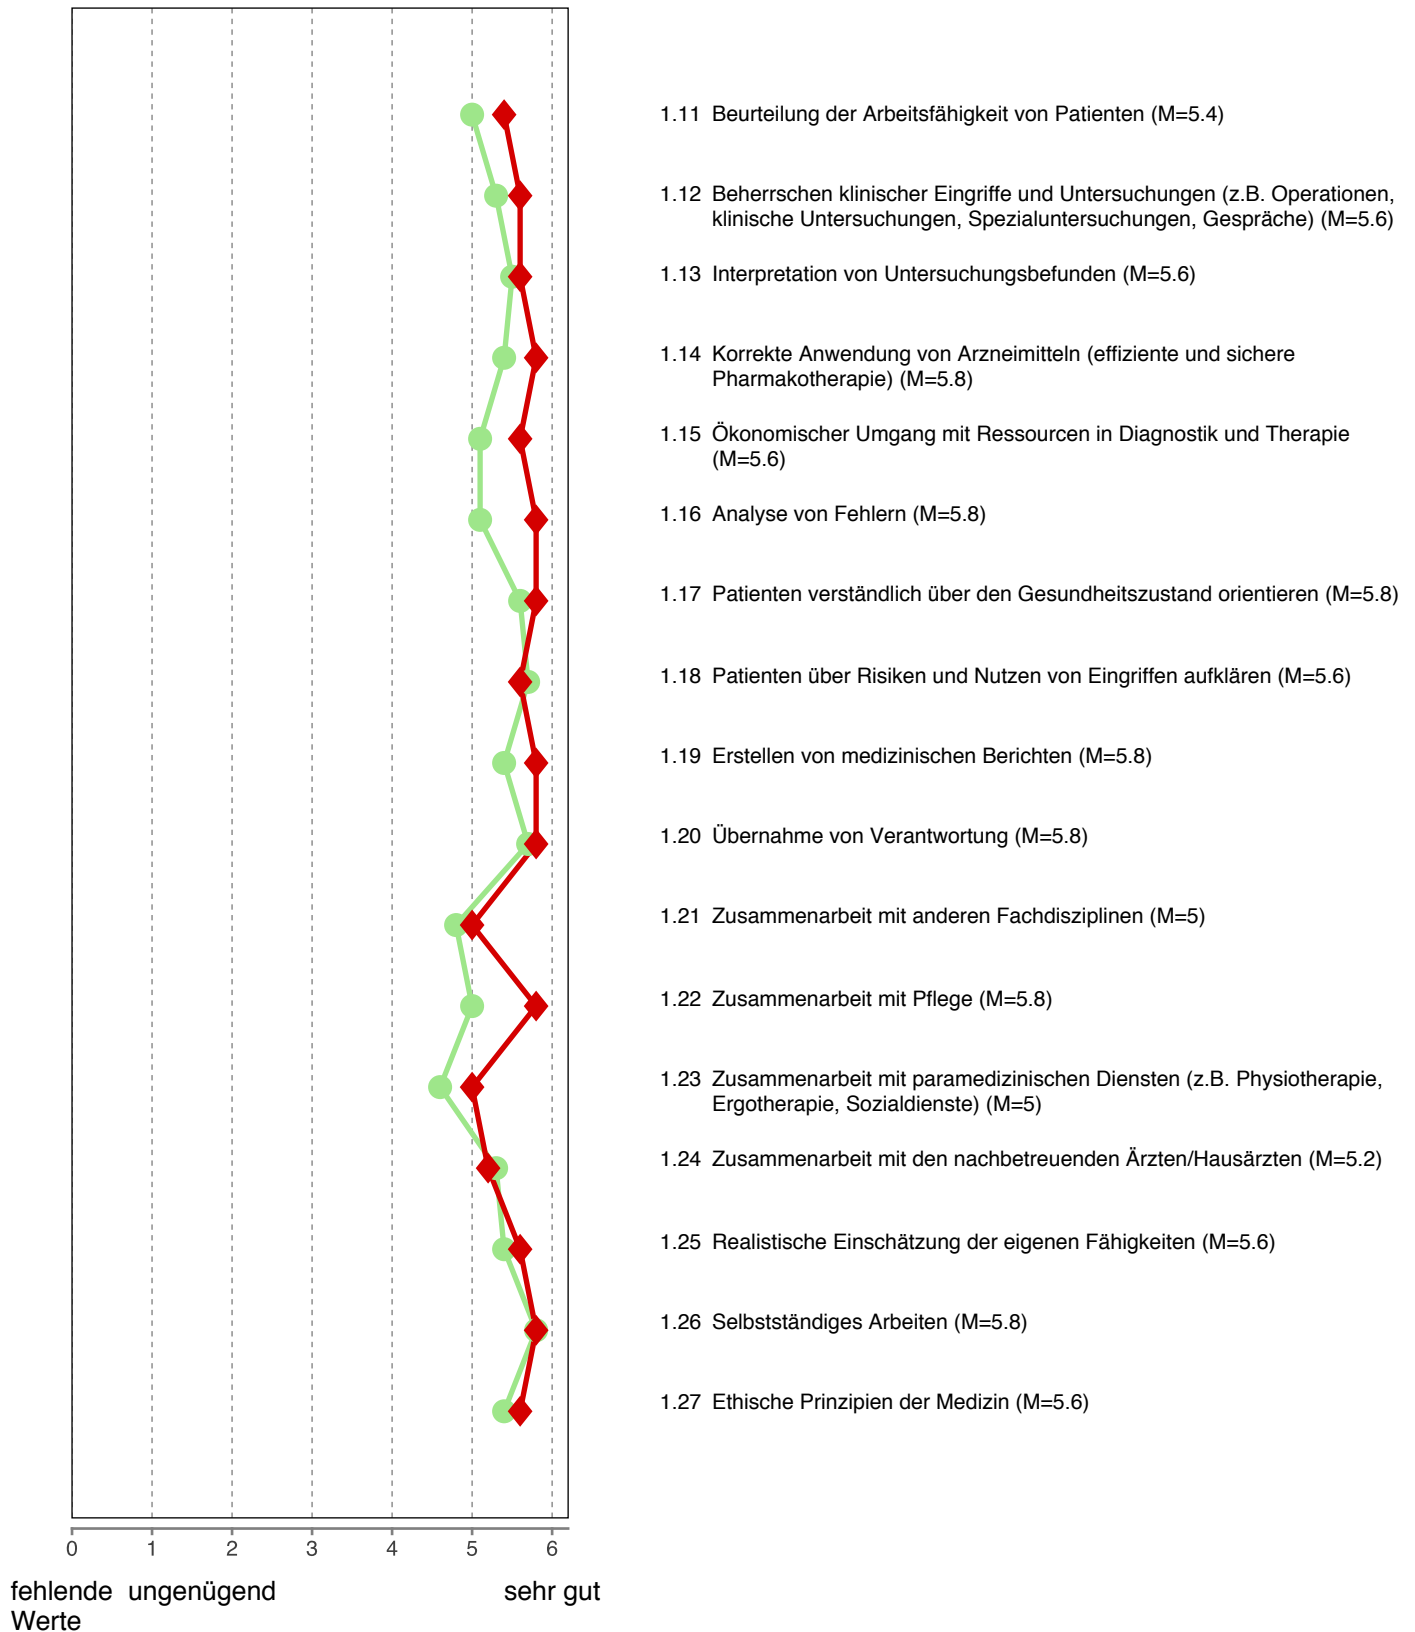 1.11 Beurteilung der Arbeitsfähigkeit von Patienten (M=5.4)
1.12 Beherrschen klinischer Eingriffe und Untersuchungen (z.B. Operationen,
klinische Untersuchungen, Spezialuntersuchungen, Gespräche) (M=5.6)
1.13 Interpretation von Untersuchungsbefunden (M=5.6)
1.14 Korrekte Anwendung von Arzneimitteln (effiziente und sichere
Pharmakotherapie) (M=5.8)
1.15 Ökonomischer Umgang mit Ressourcen in Diagnostik und Therapie
(M=5.6)
1.16 Analyse von Fehlern (M=5.8)
1.17 Patienten verständlich über den Gesundheitszustand orientieren (M=5.8)
1.18 Patienten über Risiken und Nutzen von Eingriffen aufklären (M=5.6)
1.19 Erstellen von medizinischen Berichten (M=5.8)
1.20 Übernahme von Verantwortung (M=5.8)
1.21 Zusammenarbeit mit anderen Fachdisziplinen (M=5)
1.22 Zusammenarbeit mit Pflege (M=5.8)
1.23 Zusammenarbeit mit paramedizinischen Diensten (z.B. Physiotherapie,
Ergotherapie, Sozialdienste) (M=5)
1.24 Zusammenarbeit mit den nachbetreuenden Ärzten/Hausärzten (M=5.2)
1.25 Realistische Einschätzung der eigenen Fähigkeiten (M=5.6)
1.26 Selbstständiges Arbeiten (M=5.8)
1.27 Ethische Prinzipien der Medizin (M=5.6)
0 1 2 3 4 5 6
fehlende ungenügend sehr gut
Werte